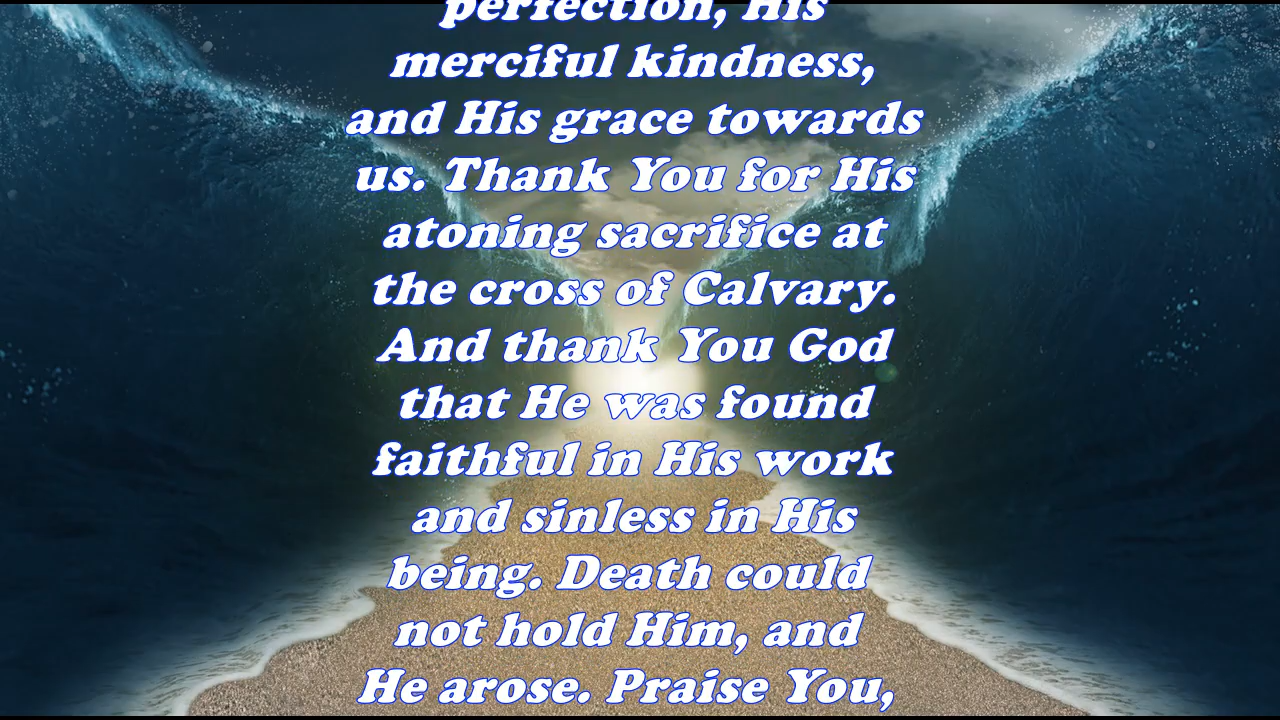 perfection, His
merciful kindness,
and His grace towards
us. Thank You for His
atoning sacrifice at
the cross of Calvary.
And thank You God
that He was found
faithful in His work
and sinless in His
being. Death could
not hold Him, and
He arose. Praise You,